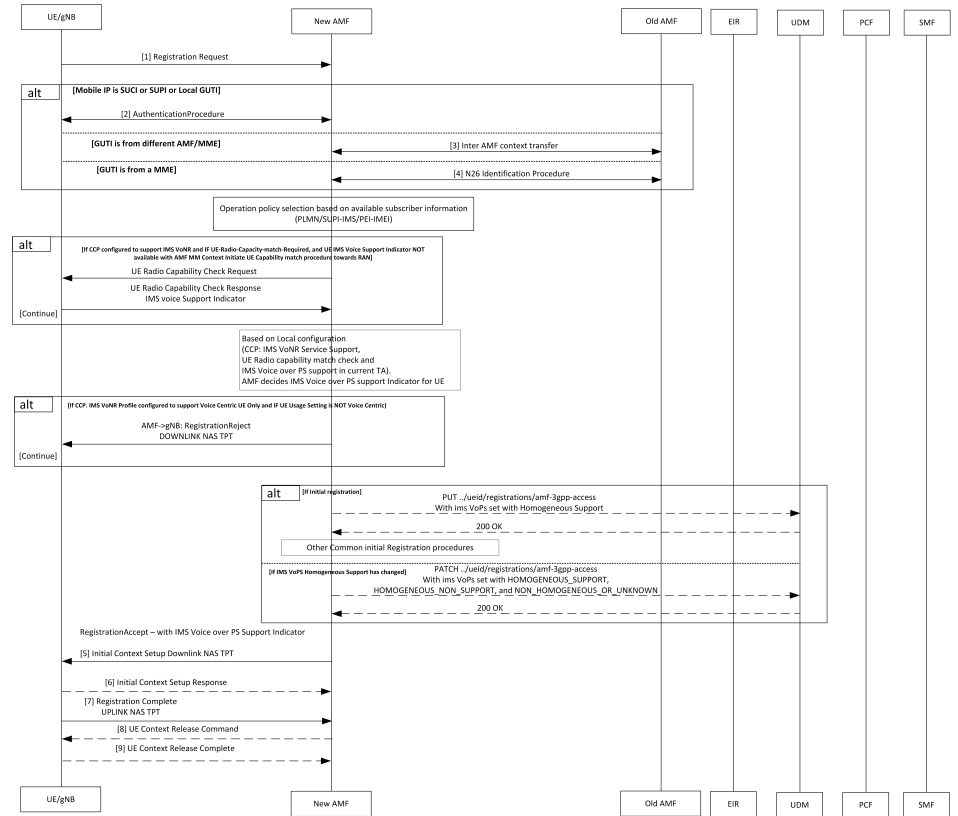 UE/gNB
New AMF
Old AMF
EIR
UDM
PCF
SMF
[1] Registration Request
alt
[Mobile IP is SUCI or SUPI or Local GUTI]
[2] AuthenticationProcedure
[GUTI is from different AMF/MME]
[3] Inter AMF context transfer
[GUTI is from a MME]
[4] N26 Identification Procedure
Operation policy selection based on available subscriber information
(PLMN/SUPI-IMS/PEI-IMEI)
alt
[If CCP configured to support IMS VoNR and IF UE-Radio-Capacity-match-Required, and UE IMS Voice Support Indicator NOT
available with AMF MM Context Initiate UE Capability match procedure towards RAN]
UE Radio Capability Check Request
UE Radio Capability Check Response
IMS voice Support Indicator
[Continue]
Based on Local configuration
(CCP: IMS VoNR Service Support,
UE Radio capability match check and
IMS Voice over PS support in current TA).
AMF decides IMS Voice over PS support Indicator for UE
alt
[If CCP. IMS VoNR Profile configured to support Voice Centric UE Only and IF UE Usage Setting is NOT Voice Centric)
AMF->gNB: RegistrationReject
DOWNLINK NAS TPT
[Continue]
alt
[If Initial registration]
PUT ../ueid/registrations/amf-3gpp-access
With ims VoPs set with Homogeneous Support
200 OK
Other Common initial Registration procedures
[If IMS VoPS Homogeneous Support has changed]
PATCH ../ueid/registrations/amf-3gpp-access
With ims VoPs set with HOMOGENEOUS_SUPPORT,
HOMOGENEOUS_NON_SUPPORT, and NON_HOMOGENEOUS_OR_UNKNOWN
200 OK
RegistrationAccept – with IMS Voice over PS Support Indicator
[5] Initial Context Setup Downlink NAS TPT
[6] Initial Context Setup Response
[7] Registration Complete
UPLINK NAS TPT
[8] UE Context Release Command
[9] UE Context Release Complete
UE/gNB
New AMF
Old AMF
EIR
UDM
PCF
SMF